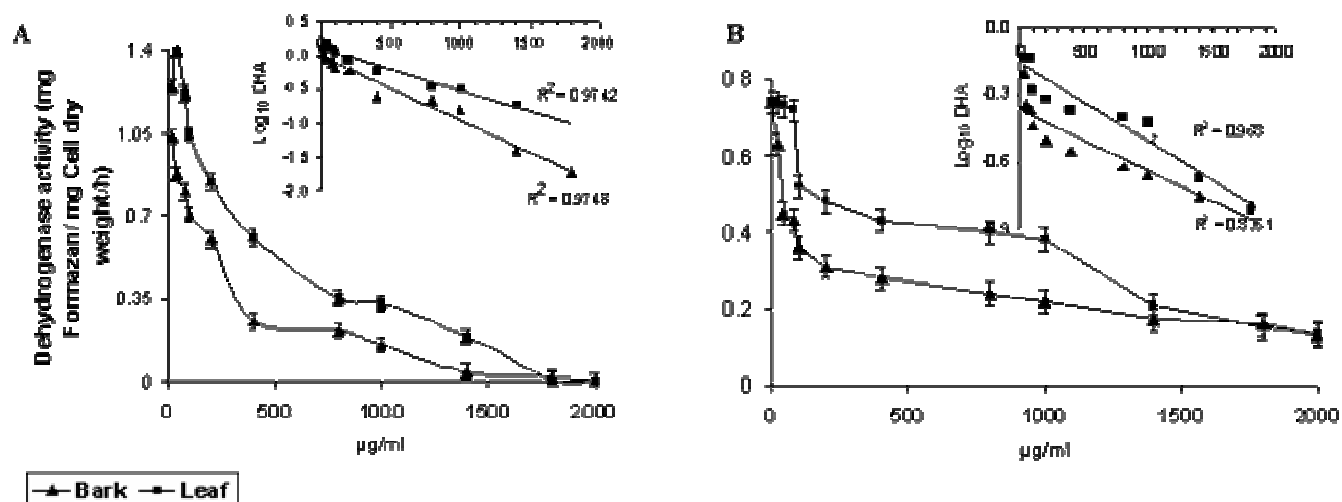 A
Dehydrogenase activity (mg
Formazan/ mg Cell dry
weight/h)
1.4
1.05
0.7
0.35
0
0
500
1000
1500
2000
µg/ml
0.5
0.0
-0.5
-1.0
-1.5
-2.0
500
1000
1500
2000
Log10 DHA
R² = 0.9742
R² = 0.9748
B
0.8
0.6
0.4
0.2
0
0
500
1000
1500
2000
µg/ml
0.0
-0.3
-0.6
0
500
1000
1500
2000
Log10 DHA
R² =
R² =
Bark
Leaf